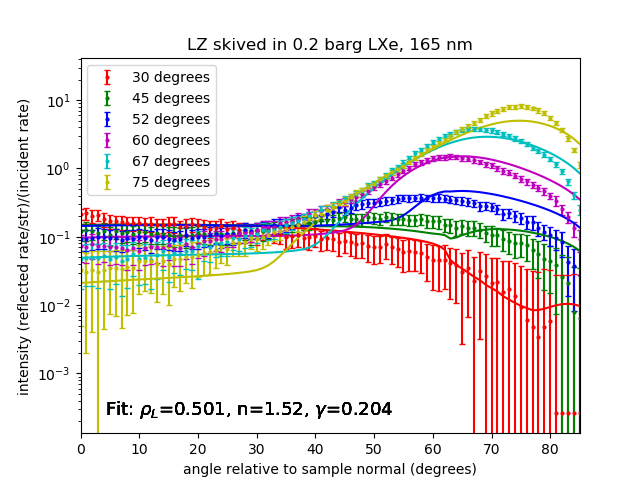 LZ skived in 0.2 barg LXe, 165 nm
intensity (reflected rate/str)/(incident rate)
10¹
10⁰
10⁻¹
10⁻²
10⁻³
30 degrees
45 degrees
52 degrees
60 degrees
67 degrees
75 degrees
Fit: ρ_L=0.501, n=1.52, γ=0.204
0 10 20 30 40 50 60 70 80
angle relative to sample normal (degrees)